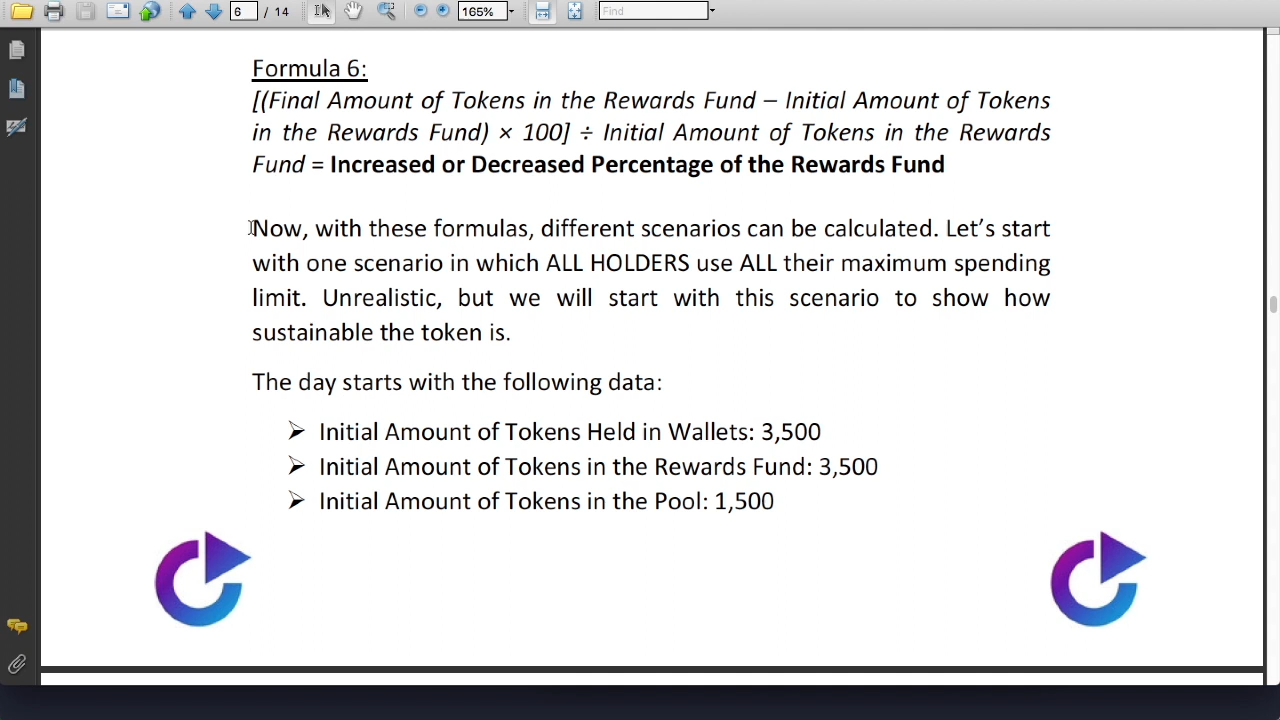 6 / 14 165% Find
Formula 6:
[(Final Amount of Tokens in the Rewards Fund – Initial Amount of Tokens
in the Rewards Fund) × 100] ÷ Initial Amount of Tokens in the Rewards
Fund = Increased or Decreased Percentage of the Rewards Fund
Now, with these formulas, different scenarios can be calculated. Let’s start
with one scenario in which ALL HOLDERS use ALL their maximum spending
limit. Unrealistic, but we will start with this scenario to show how
sustainable the token is.
The day starts with the following data:
➢ Initial Amount of Tokens Held in Wallets: 3,500
➢ Initial Amount of Tokens in the Rewards Fund: 3,500
➢ Initial Amount of Tokens in the Pool: 1,500